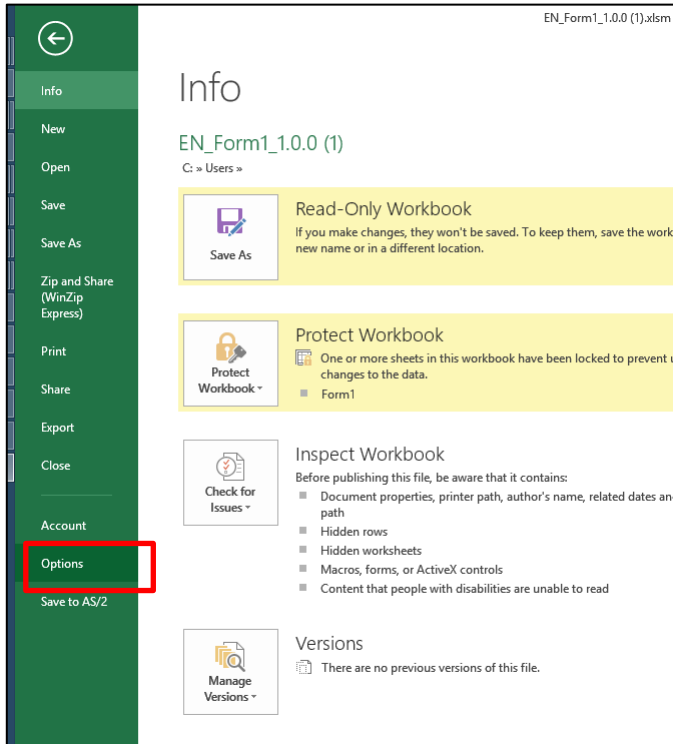 EN_Form1_1.0.0 (1).xlsm
Info
New
Open
Save
Save As
Zip and Share
(WinZip
Express)
Print
Share
Export
Close
Account
Options
Save to AS/2
Info
EN_Form1_1.0.0 (1)
C: » Users »
Save As
Read-Only Workbook
If you make changes, they won't be saved. To keep them, save the work
new name or in a different location.
Protect
Workbook
Protect Workbook
One or more sheets in this workbook have been locked to prevent u
changes to the data.
Form1
Check for
Issues
Inspect Workbook
Before publishing this file, be aware that it contains:
Document properties, printer path, author's name, related dates an
path
Hidden rows
Hidden worksheets
Macros, forms, or ActiveX controls
Content that people with disabilities are unable to read
Manage
Versions
Versions
There are no previous versions of this file.